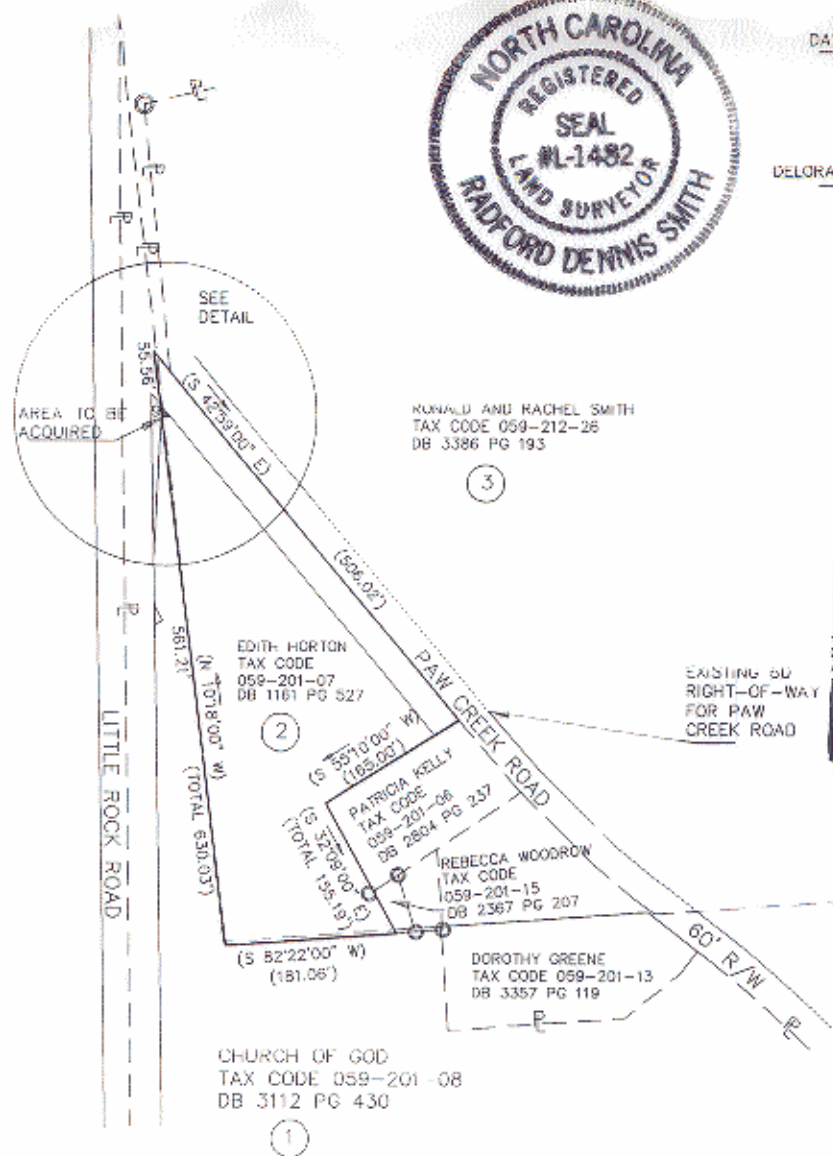 NORTH CAROLINA
REGISTERED
SEAL
#L-1482
LAND SURVEYOR
RADFORD DENNIS SMITH
DELORA
SEE
DETAIL
55.56'
AREA TO BE
ACQUIRED
(S 42°59'00" E)
(506.02')
RONALD AND RACHEL SMITH
TAX CODE 059-212-26
DB 3386 PG 193
3
EDITH HORTON
TAX CODE
059-201-07
DB 1161 PG 527
2
561.21'
(N 10°18'00" W)
(TOTAL 630.03')
LITTLE ROCK ROAD
PAW CREEK ROAD
EXISTING 60
RIGHT-OF-WAY
FOR PAW
CREEK ROAD
(S 55°10'00" W)
(165.00')
PATRICIA KELLY
TAX CODE
059-201-06
DB 2804 PG 237
(S 32°09'00" E)
(TOTAL 155.19')
REBECCA WOODROW
TAX CODE
059-201-15
DB 2367 PG 207
(S 82°22'00" W)
(181.06')
DOROTHY GREENE
TAX CODE 059-201-13
DB 3357 PG 119
60' R/W
CHURCH OF GOD
TAX CODE 059-201-08
DB 3112 PG 430
1